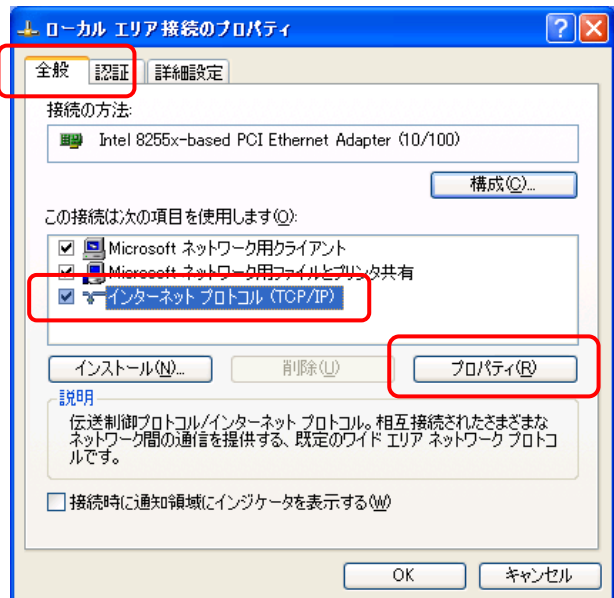 ローカル エリア接続のプロパティ
全般 認証 詳細設定
接続の方法:
Intel 8255x-based PCI Ethernet Adapter (10/100)
構成(C)...
この接続は次の項目を使用します(O):
Microsoft ネットワーク用クライアント
Microsoft ネットワーク用ファイルとプリンタ共有
インターネット プロトコル (TCP/IP)
インストール(N)... 削除(U) プロパティ(R)
説明
伝送制御プロトコル/インターネット プロトコル。相互接続されたさまざまな
ネットワーク間の通信を提供する、既定のワイド エリア ネットワーク プロトコ
ルです。
接続時に通知領域にインジケータを表示する(W)
OK キャンセル